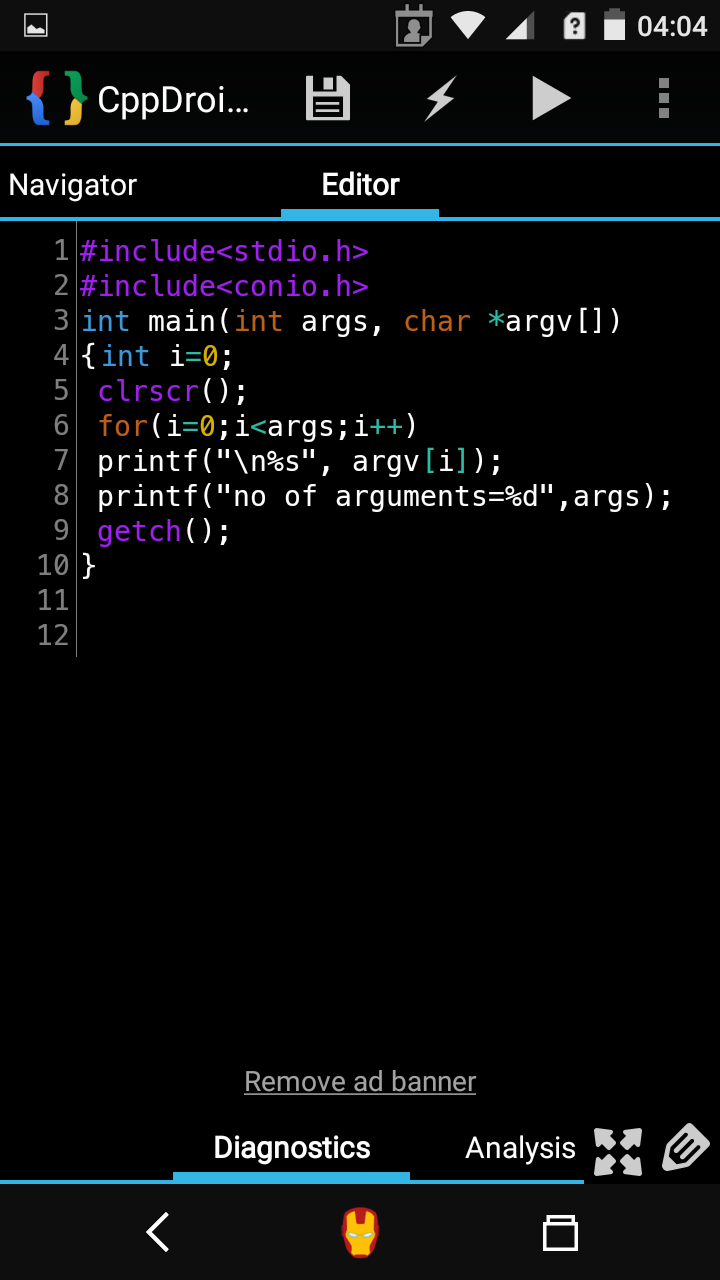 04:04
CppDroi...
Navigator Editor
1 #include<stdio.h>
2 #include<conio.h>
3 int main(int args, char *argv[])
4 {int i=0;
5 clrscr();
6 for(i=0;i<args;i++)
7 printf("\n%s", argv[i]);
8 printf("no of arguments=%d",args);
9 getch();
10 }
11
12
Remove ad banner
Diagnostics Analysis